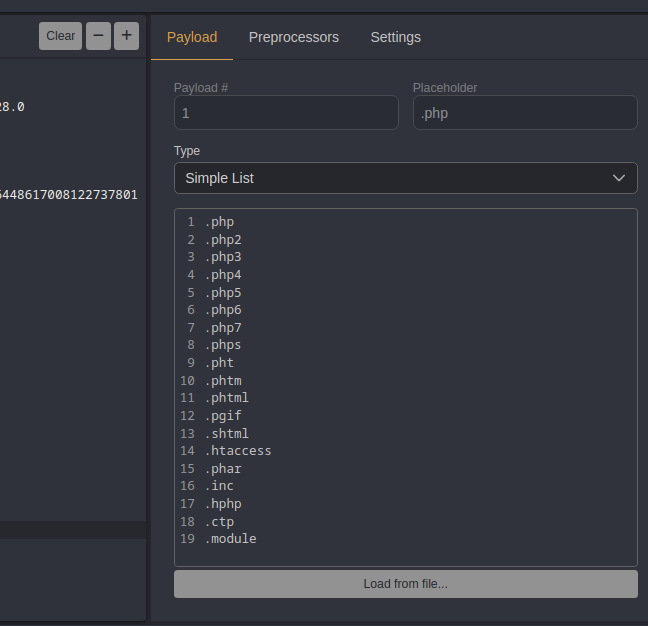 Clear − +
Payload Preprocessors Settings
28.0
6448617008122737801
Payload # Placeholder
1 .php
Type
Simple List
1 .php
2 .php2
3 .php3
4 .php4
5 .php5
6 .php6
7 .php7
8 .phps
9 .pht
10 .phtm
11 .phtml
12 .pgif
13 .shtml
14 .htaccess
15 .phar
16 .inc
17 .hphp
18 .ctp
19 .module
Load from file...